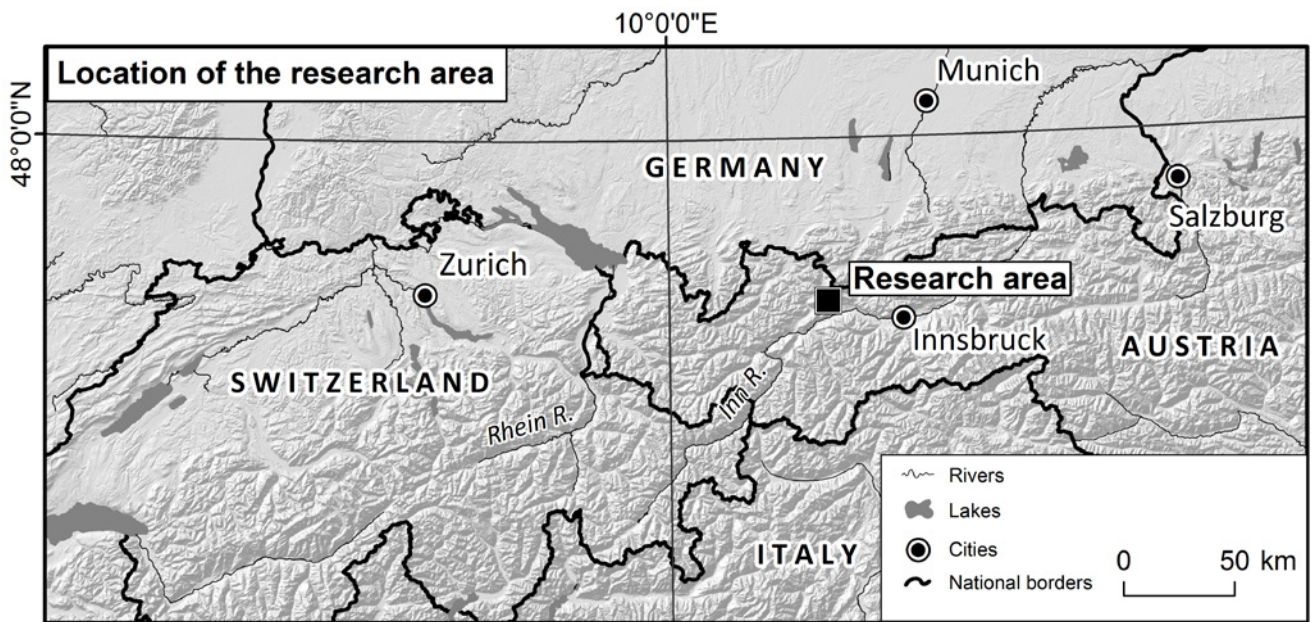 10°0'0"E
Location of the research area
Munich
48°0'0"N
GERMANY
Salzburg
Zurich
Research area
Innsbruck
AUSTRIA
SWITZERLAND
Inn R.
Rhein R.
Rivers
Lakes
ITALY
Cities
0 50 km
National borders